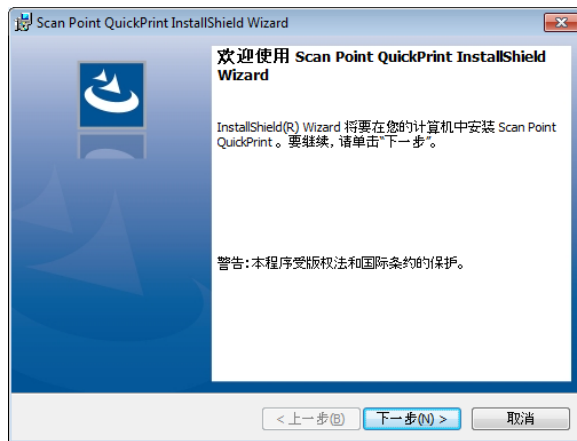 Scan Point QuickPrint InstallShield Wizard
欢迎使用 Scan Point QuickPrint InstallShield
Wizard
InstallShield(R) Wizard 将要在您的计算机中安装 Scan Point
QuickPrint 。要继续, 请单击“下一步”。
警告:本程序受版权法和国际条约的保护。
< 上一步(B)
下一步(N) >
取消